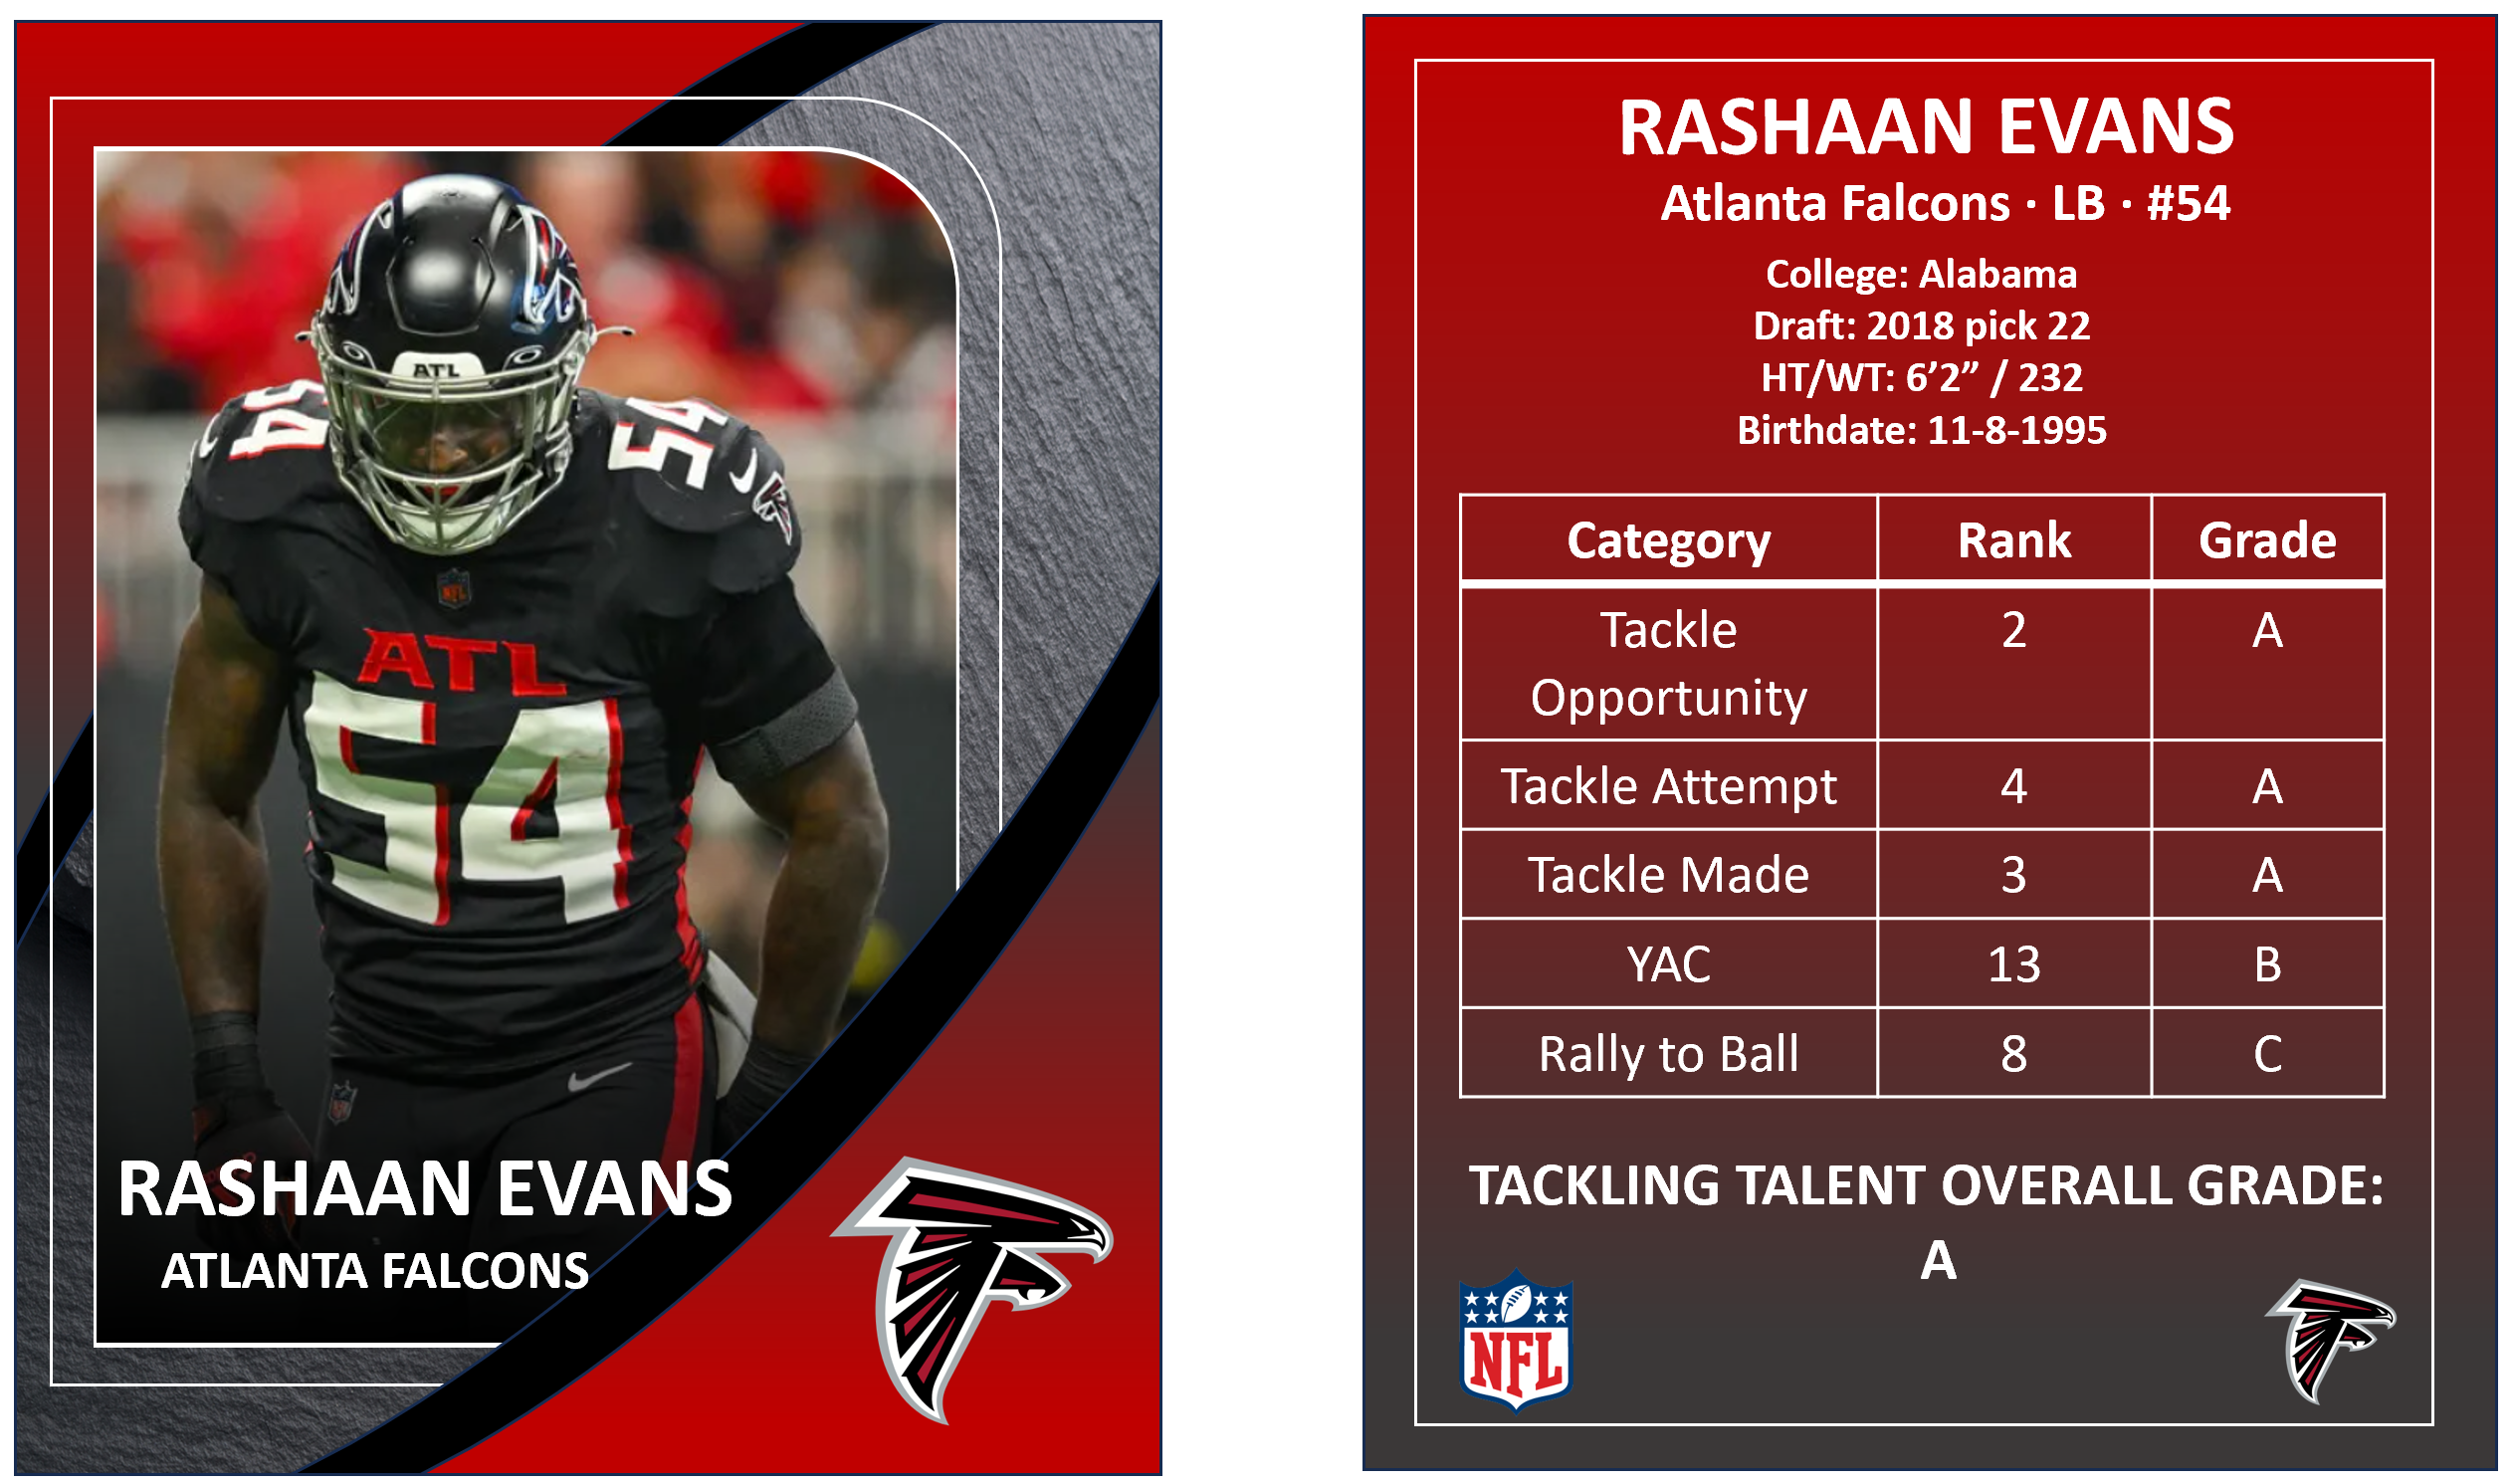 ATL
54
54
NFL
ATL
54
RASHAAN EVANS
ATLANTA FALCONS
RASHAAN EVANS
Atlanta Falcons · LB · #54
College: Alabama
Draft: 2018 pick 22
HT/WT: 6’2” / 232
Birthdate: 11-8-1995
Category Rank Grade
Tackle Opportunity 2 A
Tackle Attempt 4 A
Tackle Made 3 A
YAC 13 B
Rally to Ball 8 C
TACKLING TALENT OVERALL GRADE:
A
NFL